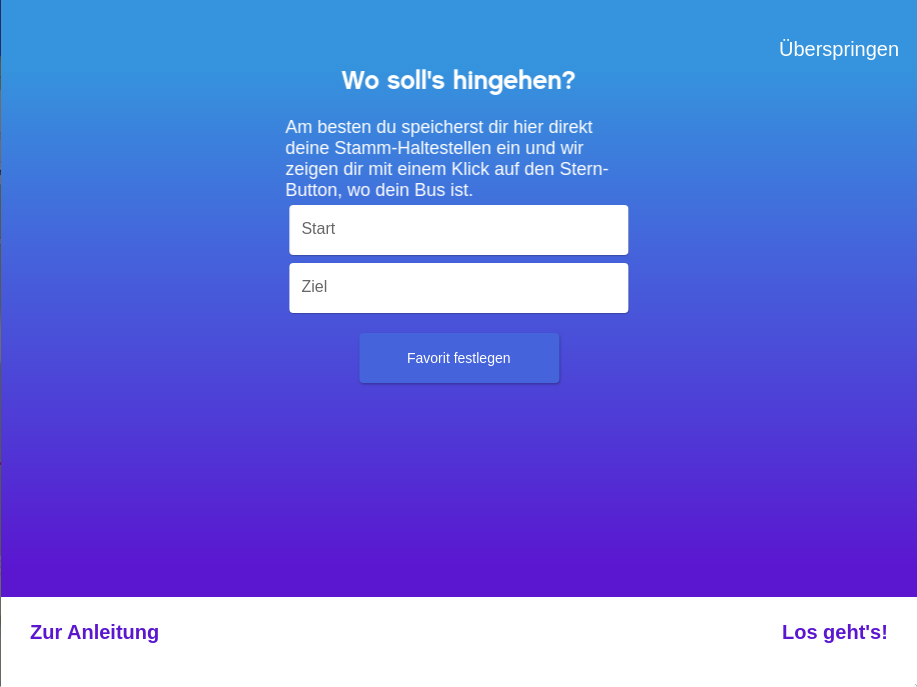 Überspringen
Wo soll's hingehen?
Am besten du speicherst dir hier direkt
deine Stamm-Haltestellen ein und wir
zeigen dir mit einem Klick auf den Stern-
Button, wo dein Bus ist.
Start
Ziel
Favorit festlegen
Zur Anleitung
Los geht's!